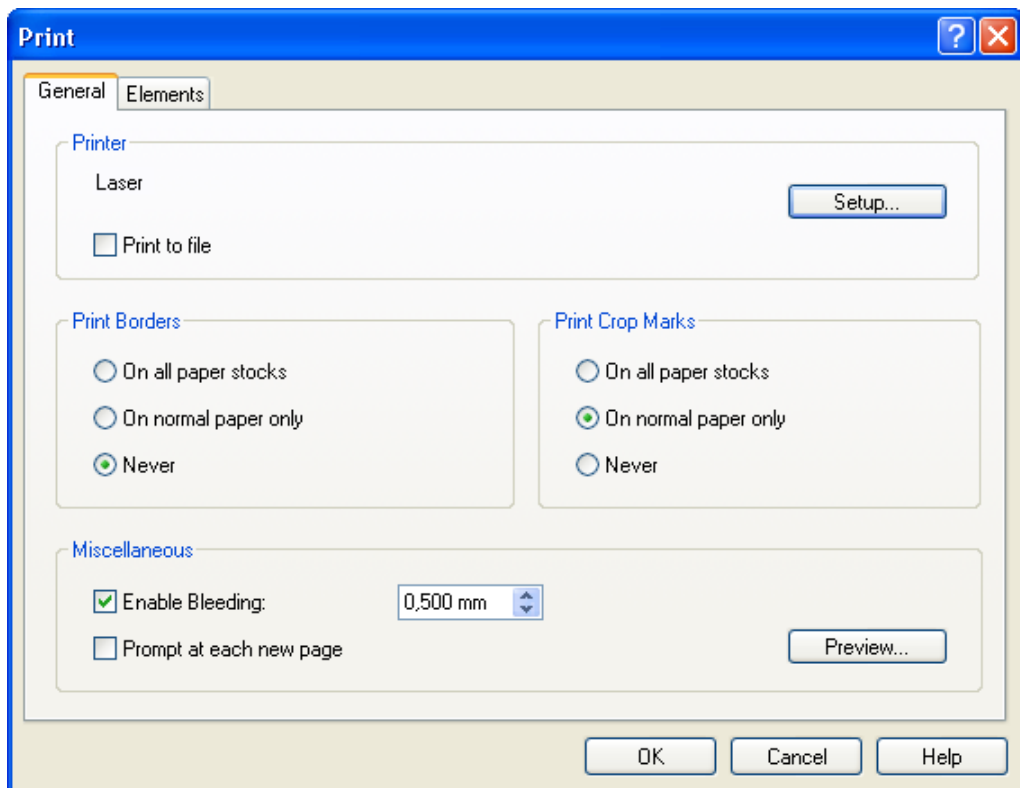 Print
General Elements
Printer
Laser
Setup...
Print to file
Print Borders
On all paper stocks
On normal paper only
Never
Print Crop Marks
On all paper stocks
On normal paper only
Never
Miscellaneous
Enable Bleeding: 0,500 mm
Prompt at each new page
Preview...
OK Cancel Help